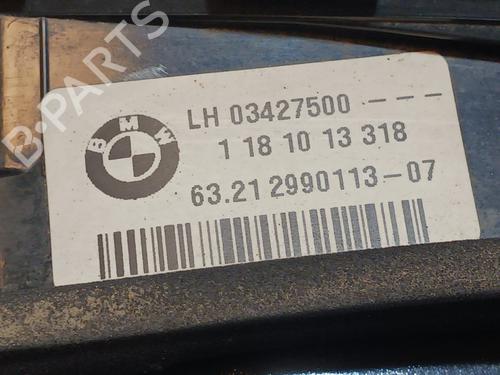 B-PARTS
BMW
LH 03427500 ---
1 18 10 13 318
63.21 2990113-07